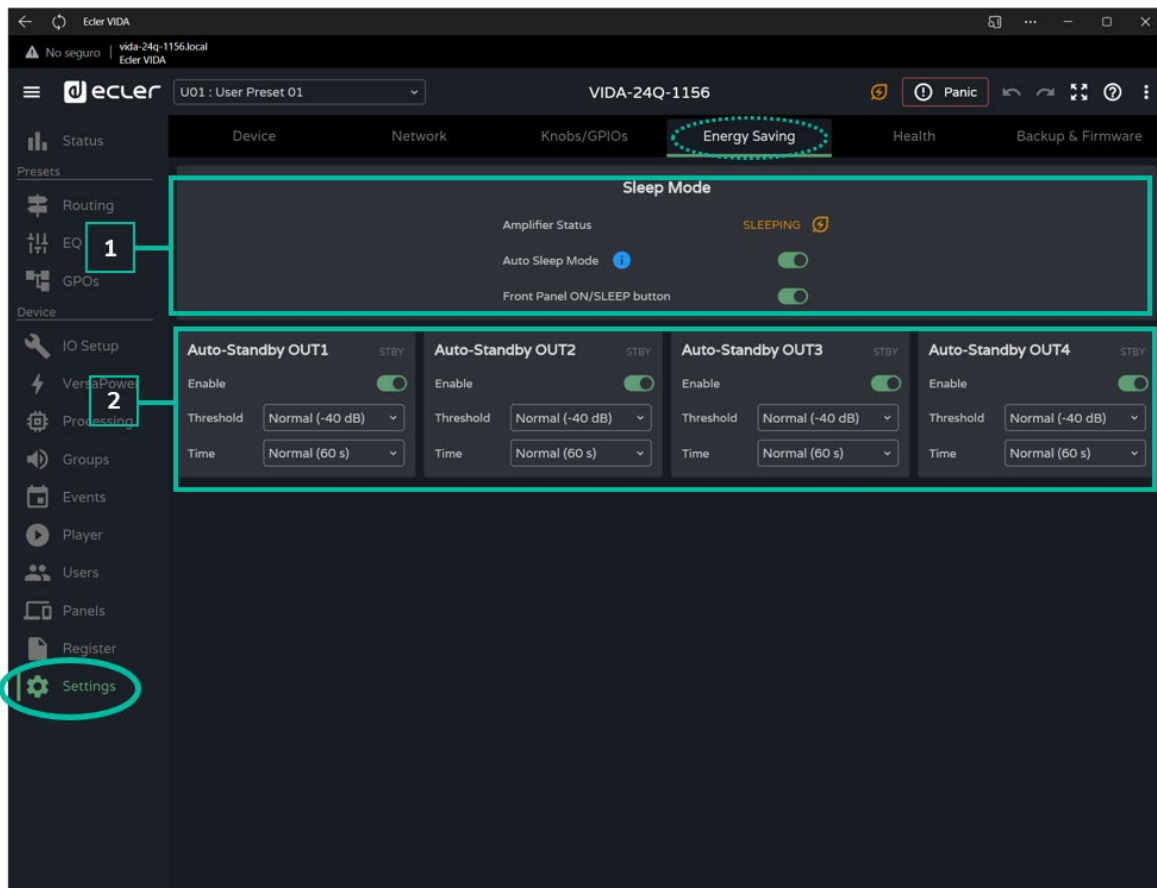 Ecler VIDA
No seguro
vida-24q-1156.local
Ecler VIDA
ecler
U01 : User Preset 01
VIDA-24Q-1156
Panic
Status
Device Network Knobs/GPIOs Energy Saving Health Backup & Firmware
Presets
Routing
EQ
GPOs
1
Sleep Mode
Amplifier Status SLEEPING
Auto Sleep Mode
Front Panel ON/SLEEP button
Device
IO Setup
VersaPower
Processing
Groups
Events
Player
Users
Panels
Register
Settings
2
Auto-Standby OUT1 STBY
Enable
Threshold Normal (-40 dB)
Time Normal (60 s)
Auto-Standby OUT2 STBY
Enable
Threshold Normal (-40 dB)
Time Normal (60 s)
Auto-Standby OUT3 STBY
Enable
Threshold Normal (-40 dB)
Time Normal (60 s)
Auto-Standby OUT4 STBY
Enable
Threshold Normal (-40 dB)
Time Normal (60 s)